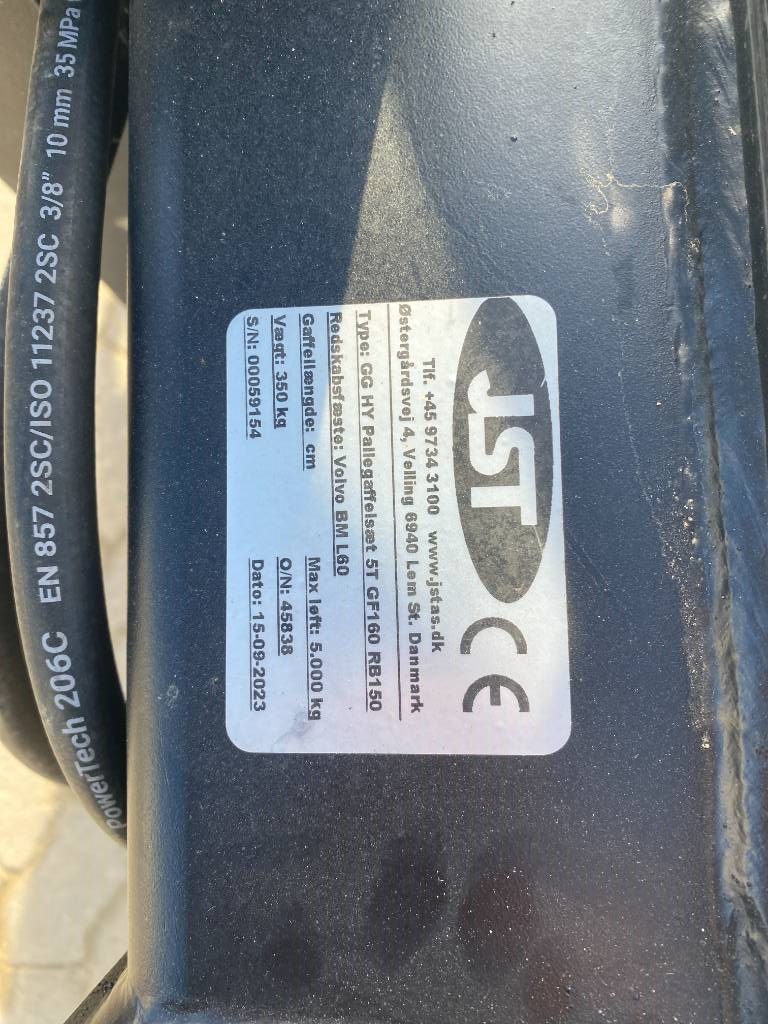 PowerTech 206C EN 857 2SC/ISO 11237 2SC 3/8" 10 mm 35 MPa
JST CE
Tlf. +45 9734 3100 www.jstas.dk
Østergårdsvej 4, Velling 6940 Lem St. Danmark
Type: GG HY Pallegaffelsæt 5T GF160 RB150
Redskabsfæste: Volvo BM L60
Gaffellængde: cm Max løft: 5.000 kg
Vægt: 350 kg O/N: 45838
S/N: 00059154 Dato: 15-09-2023